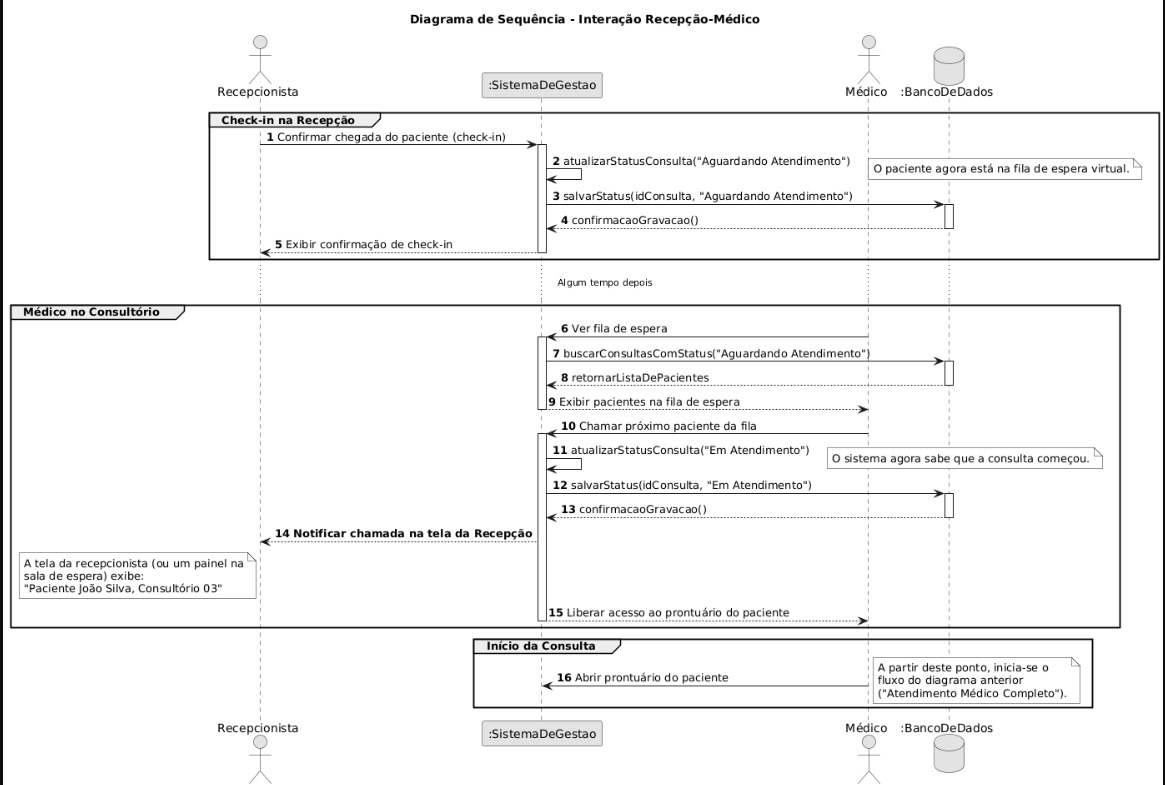 Diagrama de Sequência - Interação Recepção-Médico
Recepcionista
:SistemaDeGestao
Médico
:BancoDeDados
Check-in na Recepção
1 Confirmar chegada do paciente (check-in)
2 atualizarStatusConsulta("Aguardando Atendimento")
O paciente agora está na fila de espera virtual.
3 salvarStatus(idConsulta, "Aguardando Atendimento")
4 confirmacaoGravacao()
5 Exibir confirmação de check-in
Algum tempo depois
Médico no Consultório
6 Ver fila de espera
7 buscarConsultasComStatus("Aguardando Atendimento")
8 retornarListaDePacientes
9 Exibir pacientes na fila de espera
10 Chamar próximo paciente da fila
11 atualizarStatusConsulta("Em Atendimento")
O sistema agora sabe que a consulta começou.
12 salvarStatus(idConsulta, "Em Atendimento")
13 confirmacaoGravacao()
14 Notificar chamada na tela da Recepção
A tela da recepcionista (ou um painel na
sala de espera) exibe:
"Paciente João Silva, Consultório 03"
15 Liberar acesso ao prontuário do paciente
Início da Consulta
16 Abrir prontuário do paciente
A partir deste ponto, inicia-se o
fluxo do diagrama anterior
("Atendimento Médico Completo").
Recepcionista
:SistemaDeGestao
Médico
:BancoDeDados